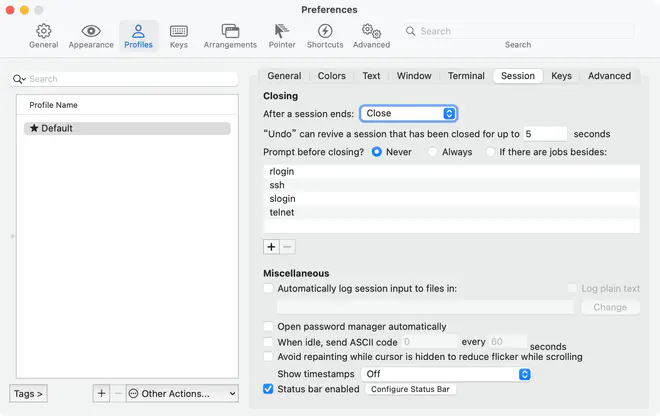 Preferences
General Appearance Profiles Keys Arrangements Pointer Shortcuts Advanced Search
Search
Search
Profile Name
★ Default
Tags >
+ − Other Actions...
General Colors Text Window Terminal Session Keys Advanced
Closing
After a session ends: Close
“Undo” can revive a session that has been closed for up to 5 seconds
Prompt before closing? Never Always If there are jobs besides:
rlogin
ssh
slogin
telnet
+ −
Miscellaneous
Automatically log session input to files in: Log plain text
Change
Open password manager automatically
When idle, send ASCII code 0 every 60 seconds
Avoid repainting while cursor is hidden to reduce flicker while scrolling
Show timestamps Off
Status bar enabled Configure Status Bar